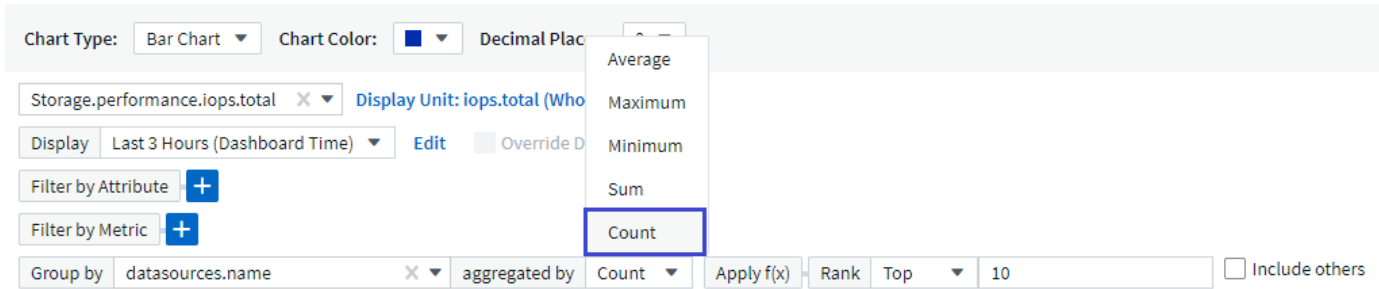 Chart Type: Bar Chart Chart Color: Decimal Plac
Average
Storage.performance.iops.total Display Unit: iops.total (Who
Maximum
Display Last 3 Hours (Dashboard Time) Edit Override D
Minimum
Filter by Attribute +
Sum
Filter by Metric +
Count
Group by datasources.name aggregated by Count Apply f(x) Rank Top 10 Include others